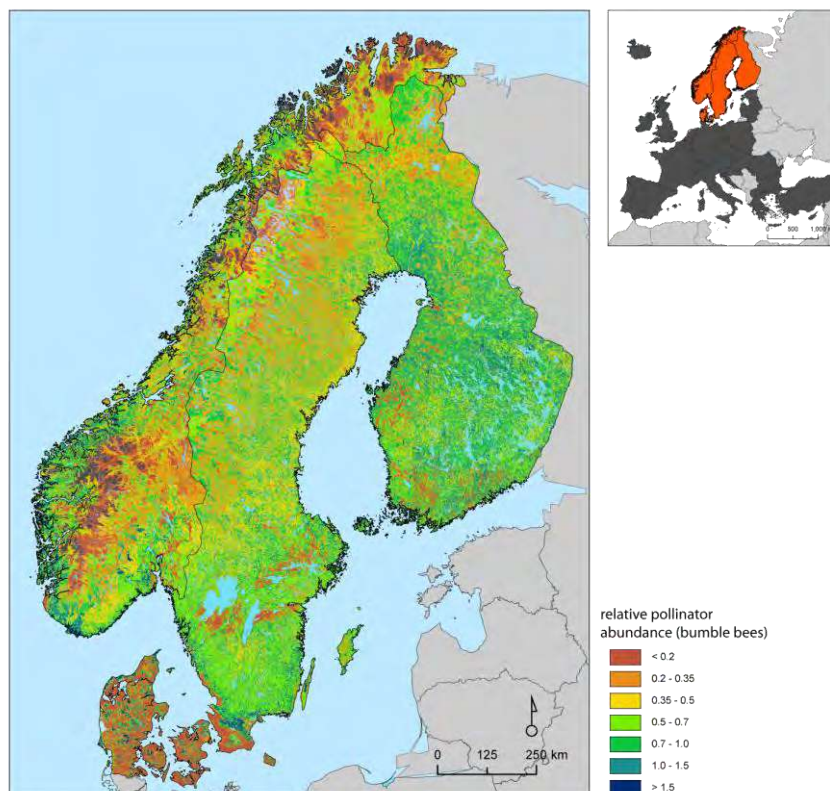 0 500 1,000
relative pollinator
abundance (bumble bees)
< 0.2
0.2 - 0.35
0.35 - 0.5
0.5 - 0.7
0.7 - 1.0
1.0 - 1.5
> 1.5
0 125 250 km